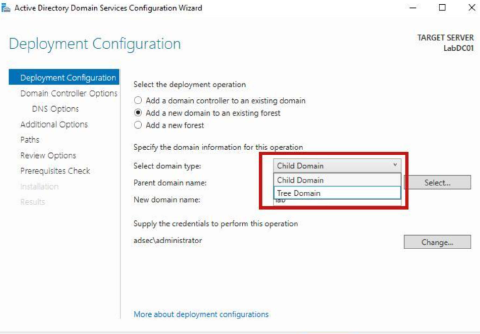 Active Directory Domain Services Configuration Wizard
Deployment Configuration
TARGET SERVER
LabDC01
Deployment Configuration
Domain Controller Options
DNS Options
Additional Options
Paths
Review Options
Prerequisites Check
Installation
Results
Select the deployment operation
Add a domain controller to an existing domain
Add a new domain to an existing forest
Add a new forest
Specify the domain information for this operation
Select domain type:
Child Domain
Child Domain
Tree Domain
Parent domain name:
Select...
New domain name:
lab
Supply the credentials to perform this operation
adsec\administrator
Change...
More about deployment configurations